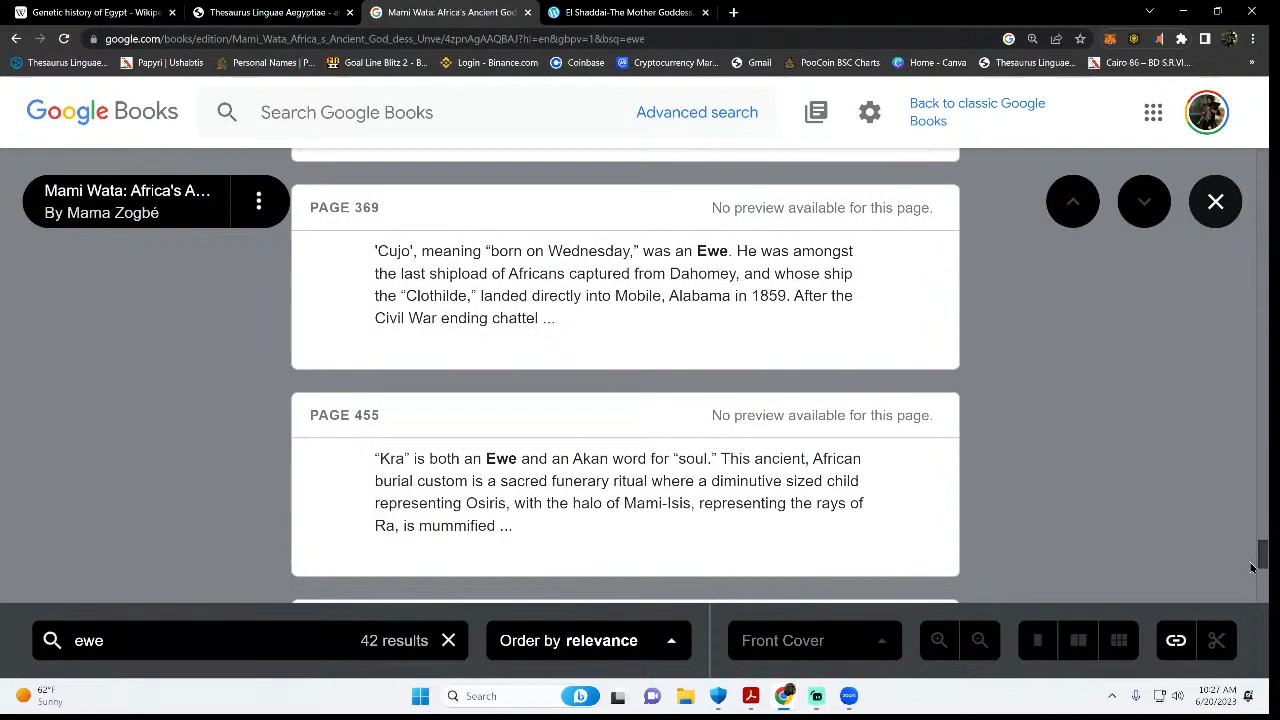 Genetic history of Egypt - Wikipe
Thesaurus Linguae Aegyptiae - a
Mami Wata: Africa's Ancient God
El Shaddai-The Mother Goddess.
google.com/books/edition/Mami_Wata_Africa_s_Ancient_God_dess_Unve/4zpnAgAAQBAJ?hl=en&gbpv=1&bsq=ewe
Thesaurus Linguae...
Papyri | Ushabtis
Personal Names | P...
Goal Line Blitz 2 - B...
Login - Binance.com
Coinbase
Cryptocurrency Mar...
Gmail
PooCoin BSC Charts
Home - Canva
Thesaurus Linguae...
Cairo 86 – BD S.R.VI...
»
Google Books
Search Google Books
Advanced search
Back to classic Google
Books
Mami Wata: Africa's A...
By Mama Zogbé
PAGE 369
No preview available for this page.
'Cujo', meaning “born on Wednesday,” was an Ewe. He was amongst
the last shipload of Africans captured from Dahomey, and whose ship
the “Clothilde,” landed directly into Mobile, Alabama in 1859. After the
Civil War ending chattel ...
PAGE 455
No preview available for this page.
“Kra” is both an Ewe and an Akan word for “soul.” This ancient, African
burial custom is a sacred funerary ritual where a diminutive sized child
representing Osiris, with the halo of Mami-Isis, representing the rays of
Ra, is mummified ...
ewe
42 results
Order by relevance
Front Cover
62°F
Sunny
Search
10:27 AM
6/20/2023